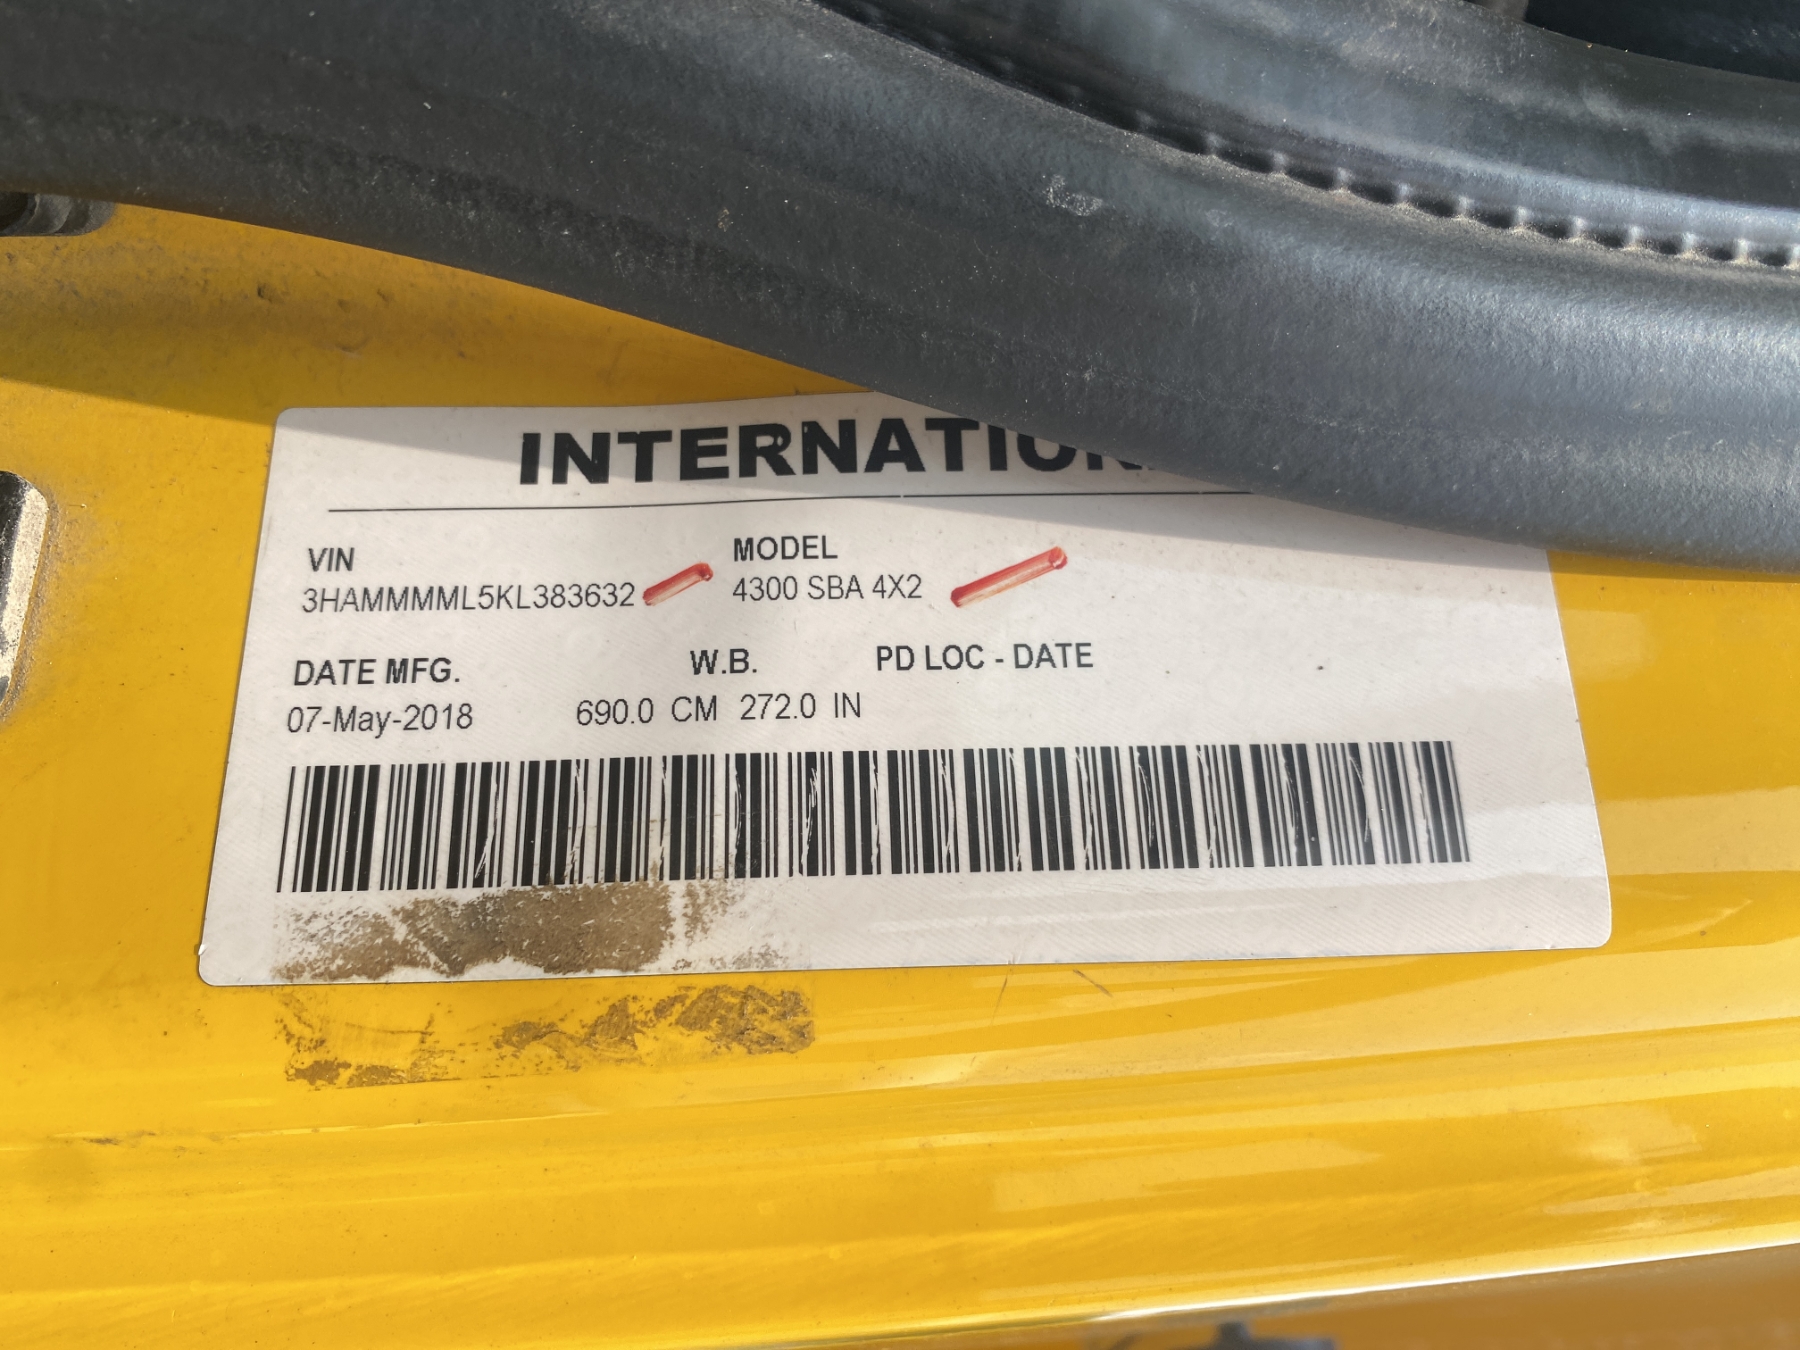 INTERNATION
VIN
3HAMMMML5KL383632
MODEL
4300 SBA 4X2
DATE MFG.
07-May-2018
W.B.
690.0 CM 272.0 IN
PD LOC - DATE